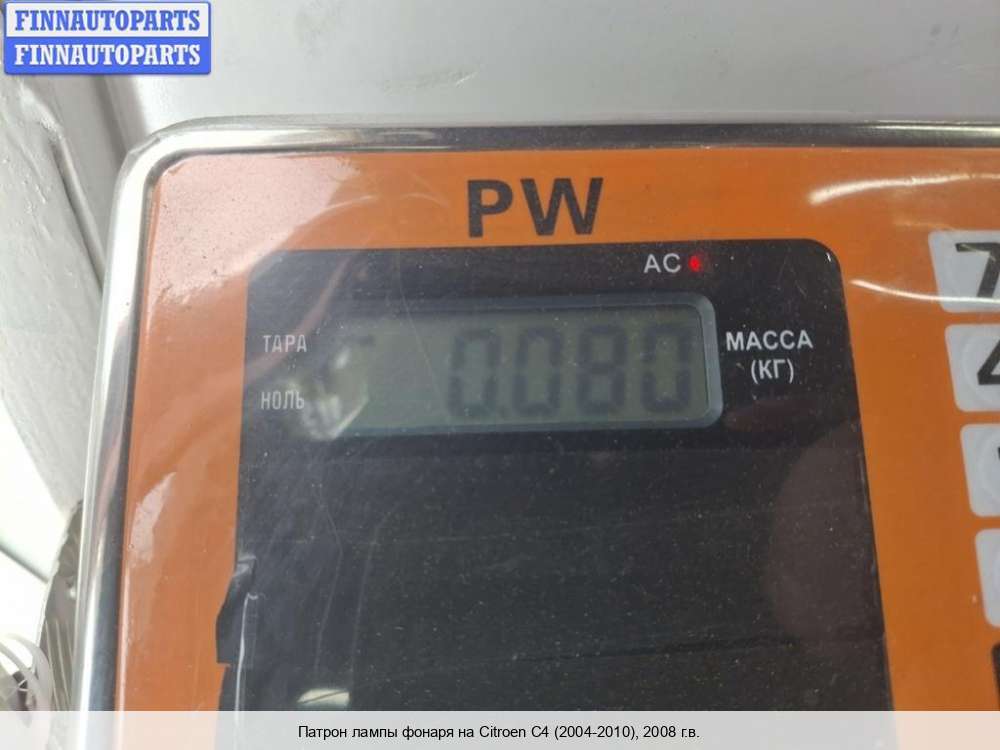 FINNAUTOPARTS
FINNAUTOPARTS
PW
AC
ТАРА
0.080
МАССА
(КГ)
НОЛЬ
7
Патрон лампы фонаря на Citroen C4 (2004-2010), 2008 г.в.